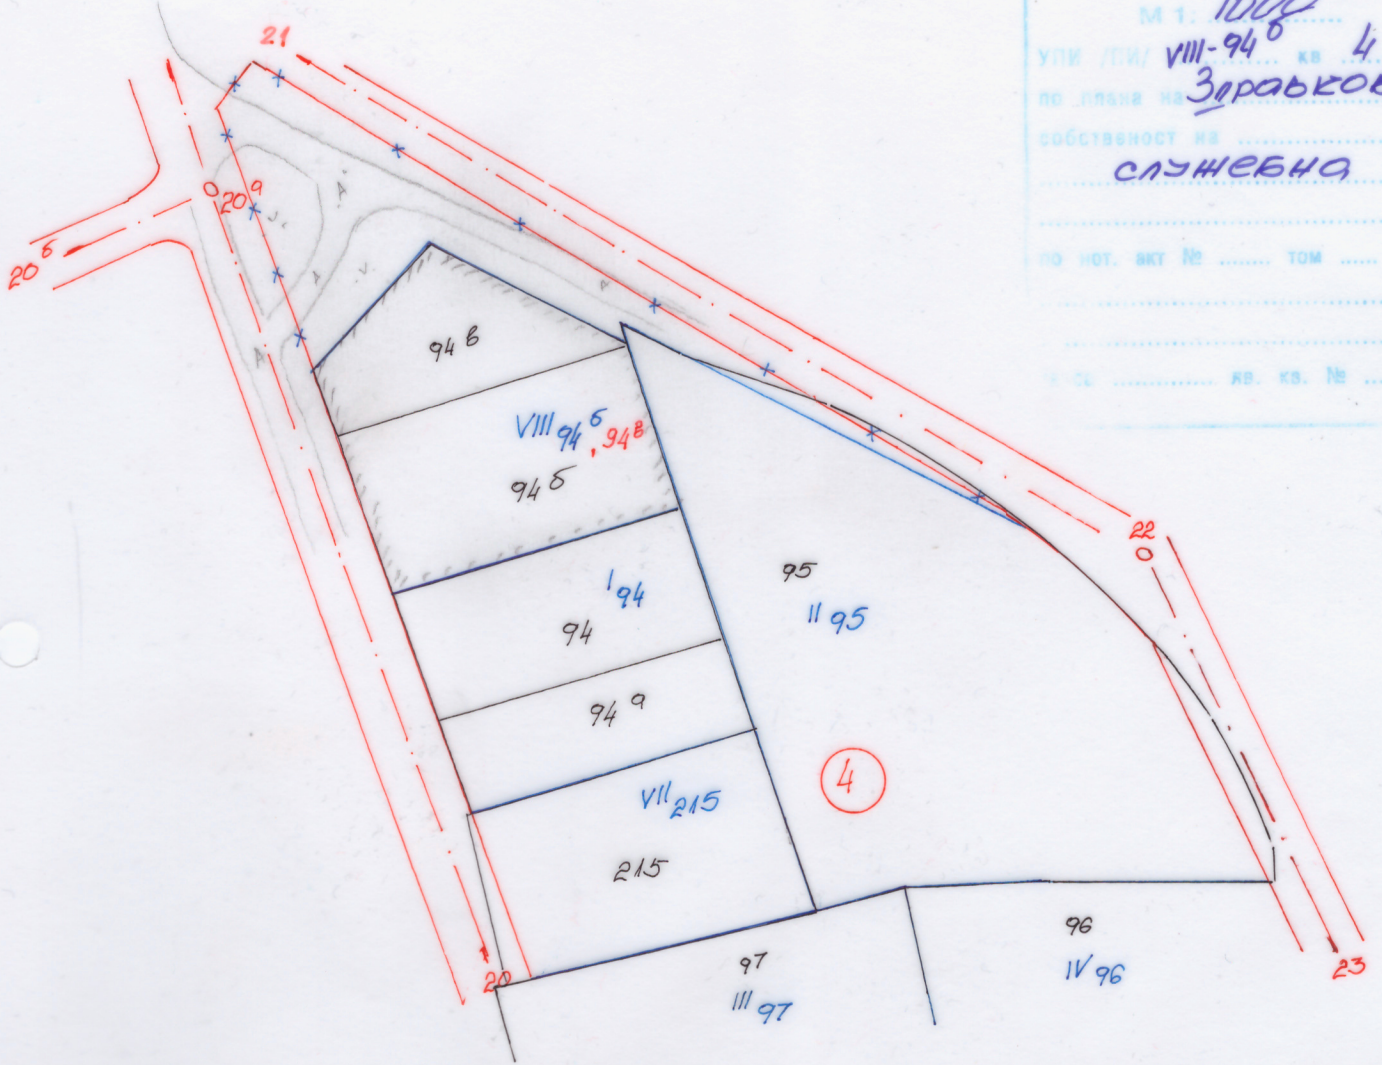 21
М 1: 1000
УПИ /ПИ/ VIII-94б кв 4
по плана на
собственост на
служебна
по нот. акт № ........ том ......
яв. кв. № ...
20а
20б
94в
VIII 94б, 94в
94б
I 94
94
94а
95
II 95
22
4
VII 215
215
20
97
III 97
96
IV 96
23